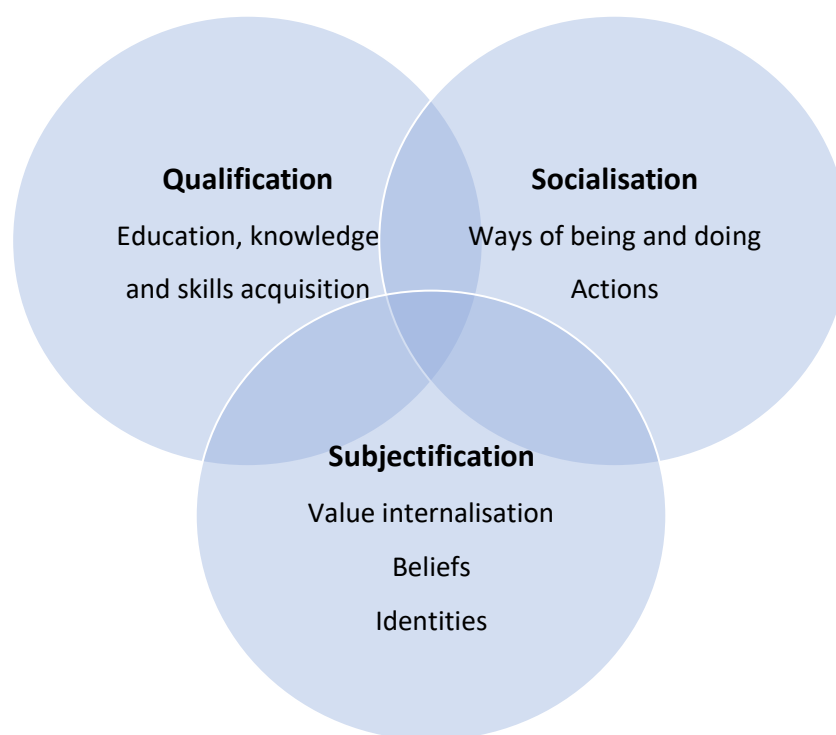 Qualification
Education, knowledge
and skills acquisition
Socialisation
Ways of being and doing
Actions
Subjectification
Value internalisation
Beliefs
Identities